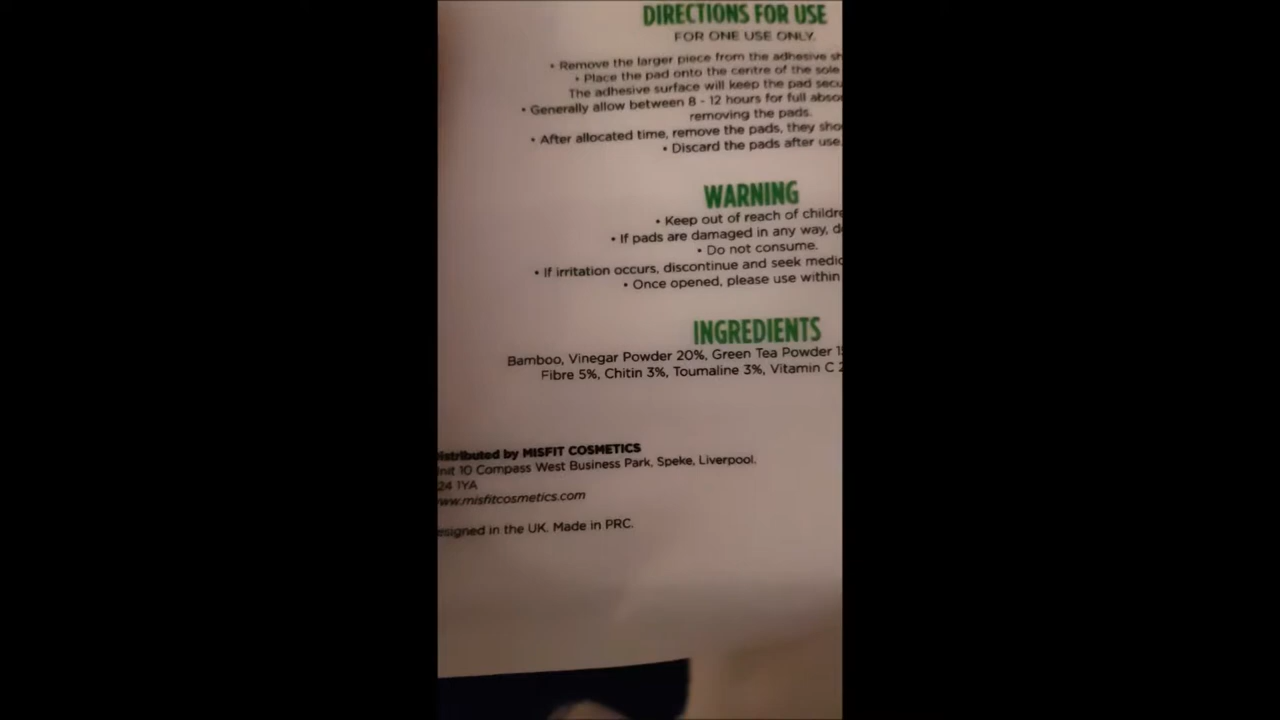 DIRECTIONS FOR USE
FOR ONE USE ONLY.
• Remove the larger piece from the adhesive
• Place the pad onto the centre of the sole
The adhesive surface will keep the pad
• Generally allow between 8 - 12 hours for full
removing the pads.
• After allocated time, remove the pads, they
• Discard the pads after use.
WARNING
• Keep out of reach of
• If pads are damaged in any way,
• Do not consume.
• If irritation occurs, discontinue and seek
• Once opened, please use within
INGREDIENTS
Bamboo, Vinegar Powder 20%, Green Tea Powder
Fibre 5%, Chitin 3%, Toumaline 3%, Vitamin C
by MISFIT COSMETICS
10 Compass West Business Park, Speke, Liverpool.
24 1YA
www.misfitcosmetics.com
in the UK. Made in PRC.